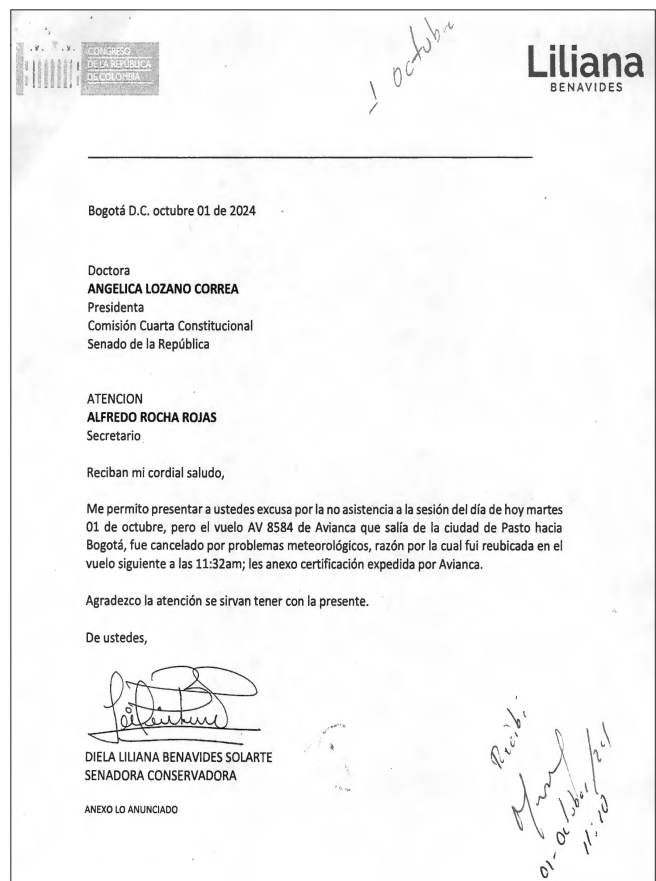 CONGRESO
DE LA REPÚBLICA
DE COLOMBIA
1 octubre
Liliana
BENAVIDES
Bogotá D.C. octubre 01 de 2024
Doctora
ANGELICA LOZANO CORREA
Presidenta
Comisión Cuarta Constitucional
Senado de la República
ATENCION
ALFREDO ROCHA ROJAS
Secretario
Reciban mi cordial saludo,
Me permito presentar a ustedes excusa por la no asistencia a la sesión del día de hoy martes
01 de octubre, pero el vuelo AV 8584 de Avianca que salía de la ciudad de Pasto hacia
Bogotá, fue cancelado por problemas meteorológicos, razón por la cual fui reubicada en el
vuelo siguiente a las 11:32am; les anexo certificación expedida por Avianca.
Agradezco la atención se sirvan tener con la presente.
De ustedes,
DIELA LILIANA BENAVIDES SOLARTE
SENADORA CONSERVADORA
ANEXO LO ANUNCIADO
Recibí
01-Octubre/24
11:10